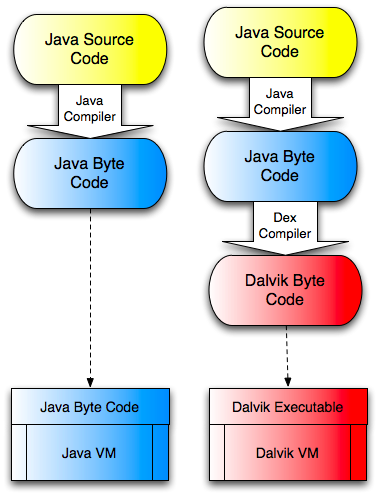 Java Source
Code
Java
Compiler
Java Byte
Code
Java Byte Code
Java VM
Java Source
Code
Java
Compiler
Java Byte
Code
Dex
Compiler
Dalvik Byte
Code
Dalvik Executable
Dalvik VM